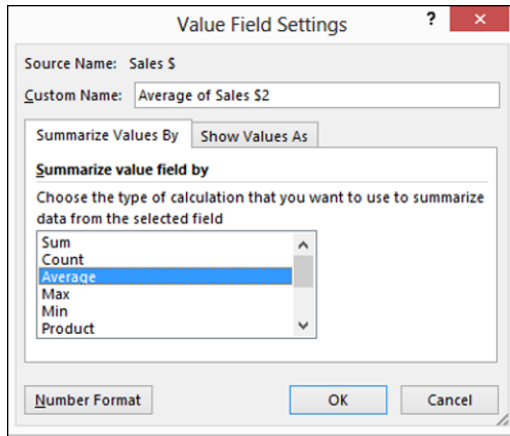 Value Field Settings ? ×
Source Name: Sales $
Custom Name: Average of Sales $2
Summarize Values By Show Values As
Summarize value field by
Choose the type of calculation that you want to use to summarize
data from the selected field
Sum
Count
Average
Max
Min
Product
Number Format OK Cancel